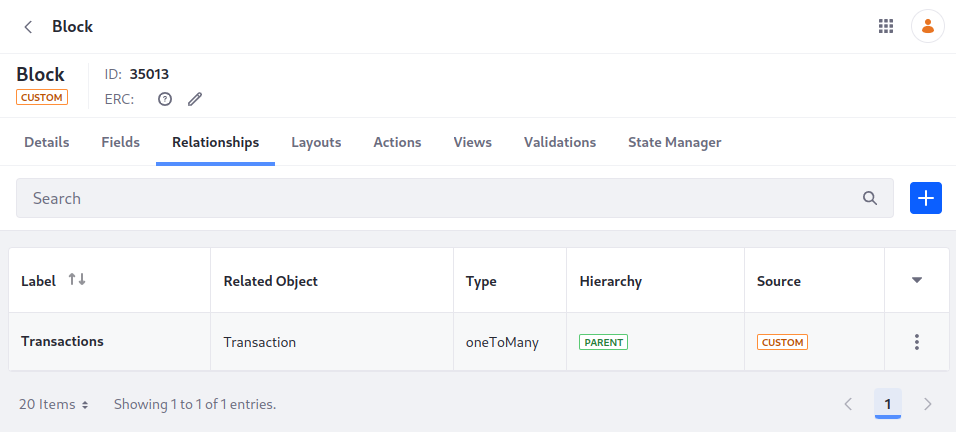 Block
Block
CUSTOM
ID: 35013
ERC:
Details Fields Relationships Layouts Actions Views Validations State Manager
Search
Label Related Object Type Hierarchy Source
Transactions Transaction oneToMany PARENT CUSTOM
20 Items Showing 1 to 1 of 1 entries. 1